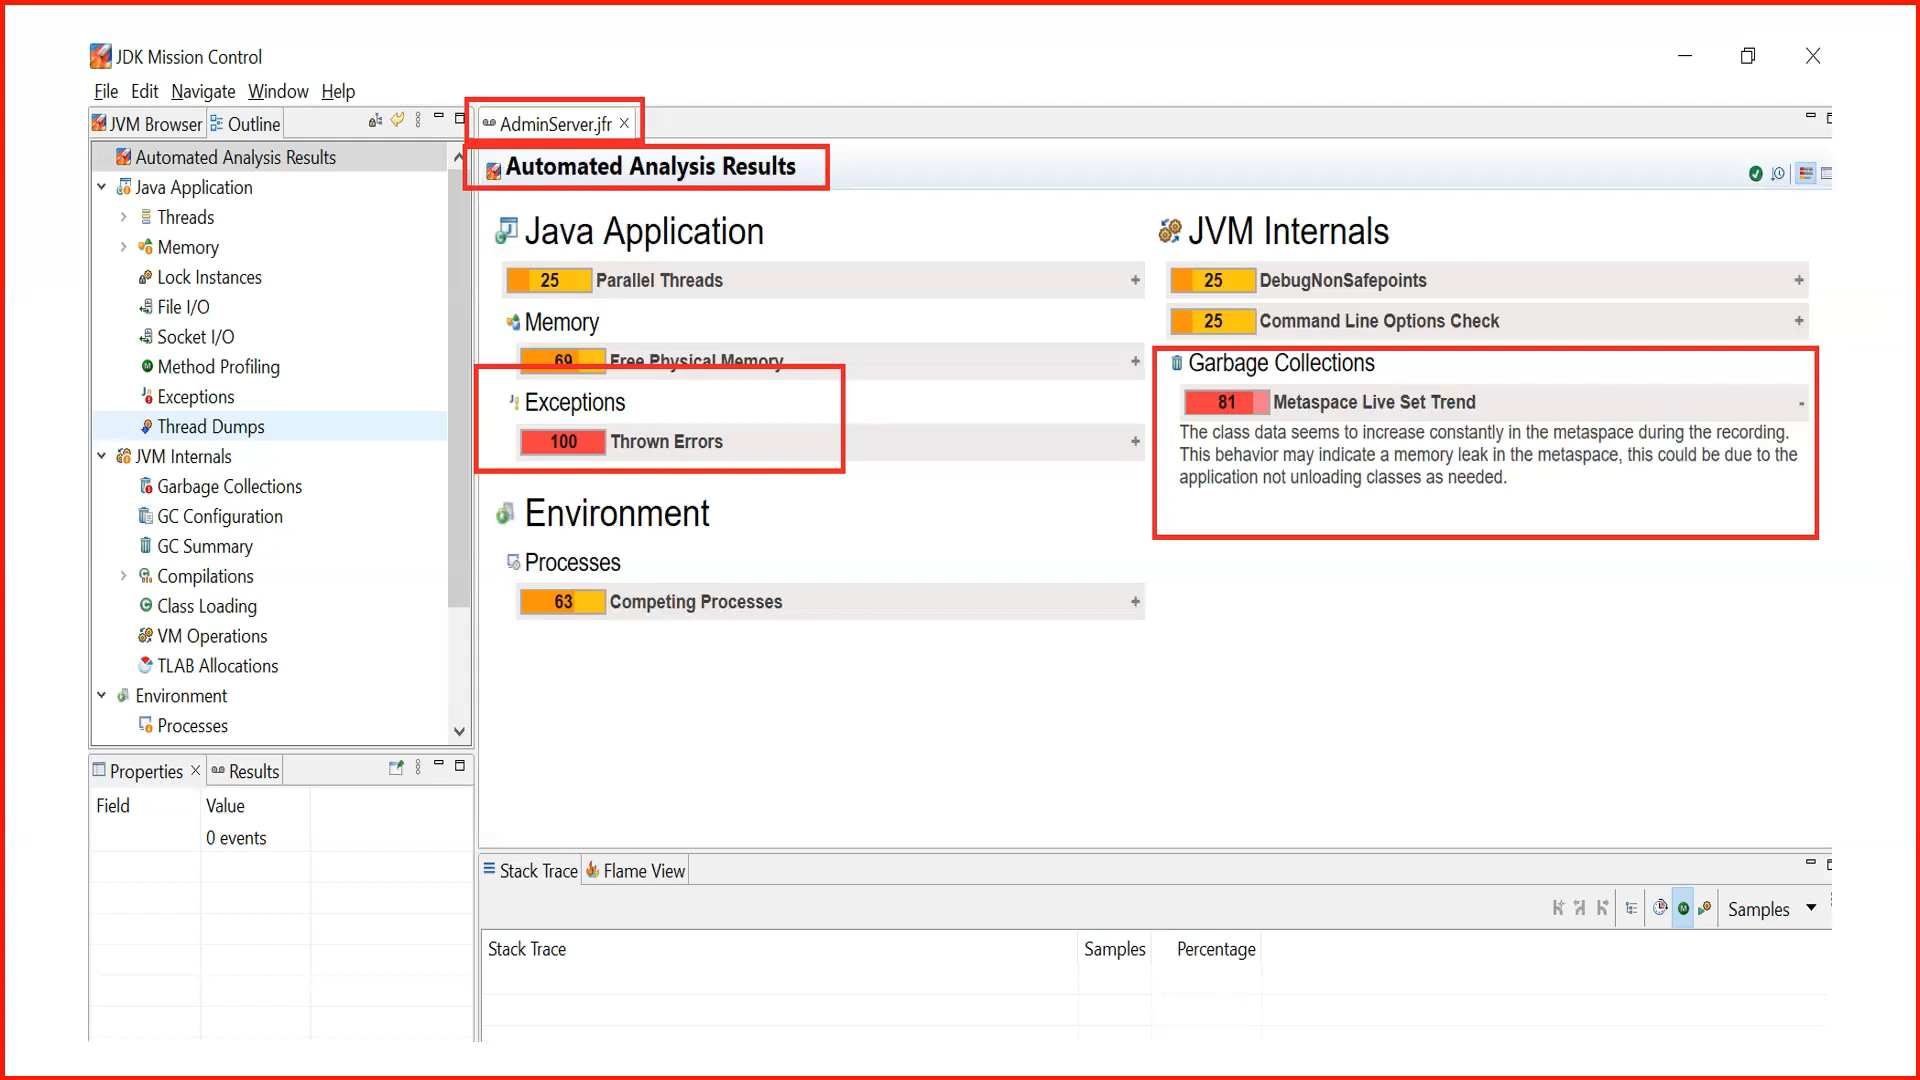 JDK Mission Control
File Edit Navigate Window Help
JVM Browser Outline
Automated Analysis Results
Java Application
Threads
Memory
Lock Instances
File I/O
Socket I/O
Method Profiling
Exceptions
Thread Dumps
JVM Internals
Garbage Collections
GC Configuration
GC Summary
Compilations
Class Loading
VM Operations
TLAB Allocations
Environment
Processes
Properties Results
Field Value
0 events
AdminServer.jfr
Automated Analysis Results
Java Application
25 Parallel Threads +
Memory
69 Free Physical Memory +
Exceptions
100 Thrown Errors +
Environment
Processes
63 Competing Processes +
JVM Internals
25 DebugNonSafepoints +
25 Command Line Options Check +
Garbage Collections
81 Metaspace Live Set Trend -
The class data seems to increase constantly in the metaspace during the recording.
This behavior may indicate a memory leak in the metaspace, this could be due to the
application not unloading classes as needed.
Stack Trace Flame View
Samples
Stack Trace Samples Percentage